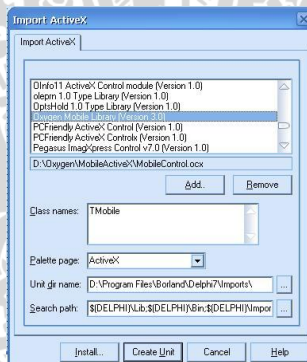 Import ActiveX
Import ActiveX
OInfo11 ActiveX Control module (Version 1.0)
oleprn 1.0 Type Library (Version 1.0)
OptsHold 1.0 Type Library (Version 1.0)
Oxygen Mobile Library (Version 3.0)
PCFriendly ActiveX Control (Version 1.0)
PCFriendly ActiveX Controlx (Version 1.0)
Pegasus ImagXpress Control v7.0 (Version 1.0)
D:\Oxygen\MobileActiveX\MobileControl.ocx
Add...
Remove
Class names:
TMobile
Palette page:
ActiveX
Unit dir name:
D:\Program Files\Borland\Delphi7\Imports\
...
Search path:
$(DELPHI)\Lib;$(DELPHI)\Bin;$(DELPHI)\Impor
...
Install...
Create Unit
Cancel
Help